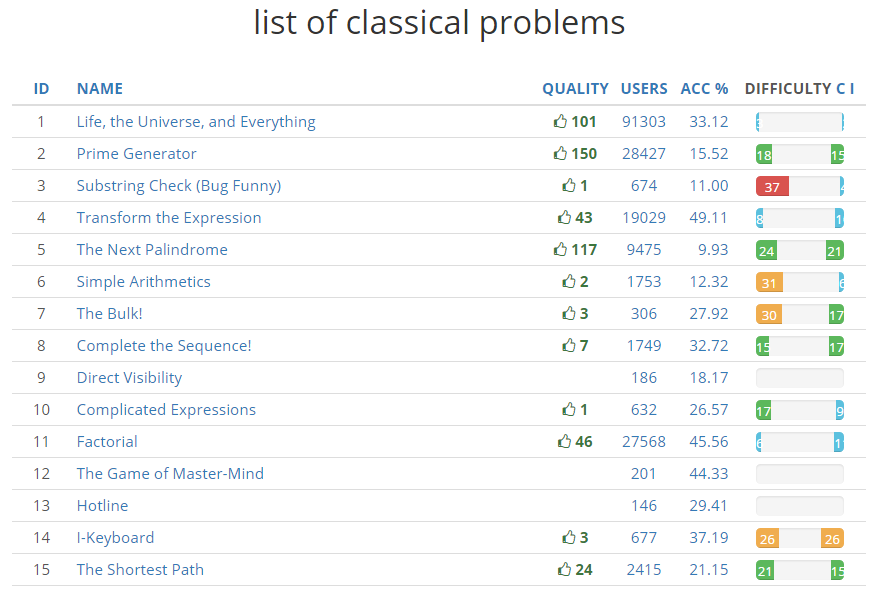 list of classical problems
ID NAME QUALITY USERS ACC % DIFFICULTY C I
1 Life, the Universe, and Everything 101 91303 33.12
2 Prime Generator 150 28427 15.52 18 15
3 Substring Check (Bug Funny) 1 674 11.00 37
4 Transform the Expression 43 19029 49.11 8
5 The Next Palindrome 117 9475 9.93 24 21
6 Simple Arithmetics 2 1753 12.32 31
7 The Bulk! 3 306 27.92 30 17
8 Complete the Sequence! 7 1749 32.72 15 17
9 Direct Visibility 186 18.17
10 Complicated Expressions 1 632 26.57 17 9
11 Factorial 46 27568 45.56
12 The Game of Master-Mind 201 44.33
13 Hotline 146 29.41
14 I-Keyboard 3 677 37.19 26 26
15 The Shortest Path 24 2415 21.15 21 15